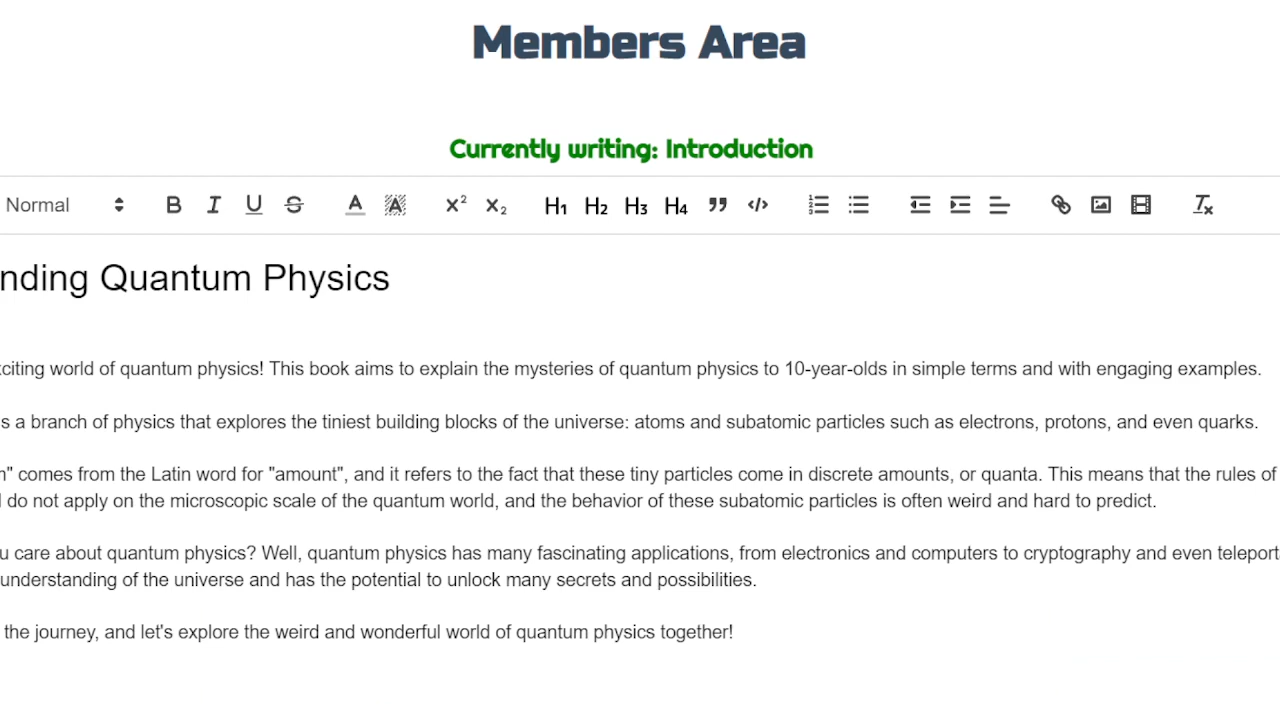 Members Area
Currently writing: Introduction
Normal B I U S A A X² X₂ H₁ H₂ H₃ H₄ ” </> Tx
nding Quantum Physics
citing world of quantum physics! This book aims to explain the mysteries of quantum physics to 10-year-olds in simple terms and with engaging examples.
s a branch of physics that explores the tiniest building blocks of the universe: atoms and subatomic particles such as electrons, protons, and even quarks.
" comes from the Latin word for "amount", and it refers to the fact that these tiny particles come in discrete amounts, or quanta. This means that the rules of
do not apply on the microscopic scale of the quantum world, and the behavior of these subatomic particles is often weird and hard to predict.
u care about quantum physics? Well, quantum physics has many fascinating applications, from electronics and computers to cryptography and even teleport
understanding of the universe and has the potential to unlock many secrets and possibilities.
the journey, and let's explore the weird and wonderful world of quantum physics together!